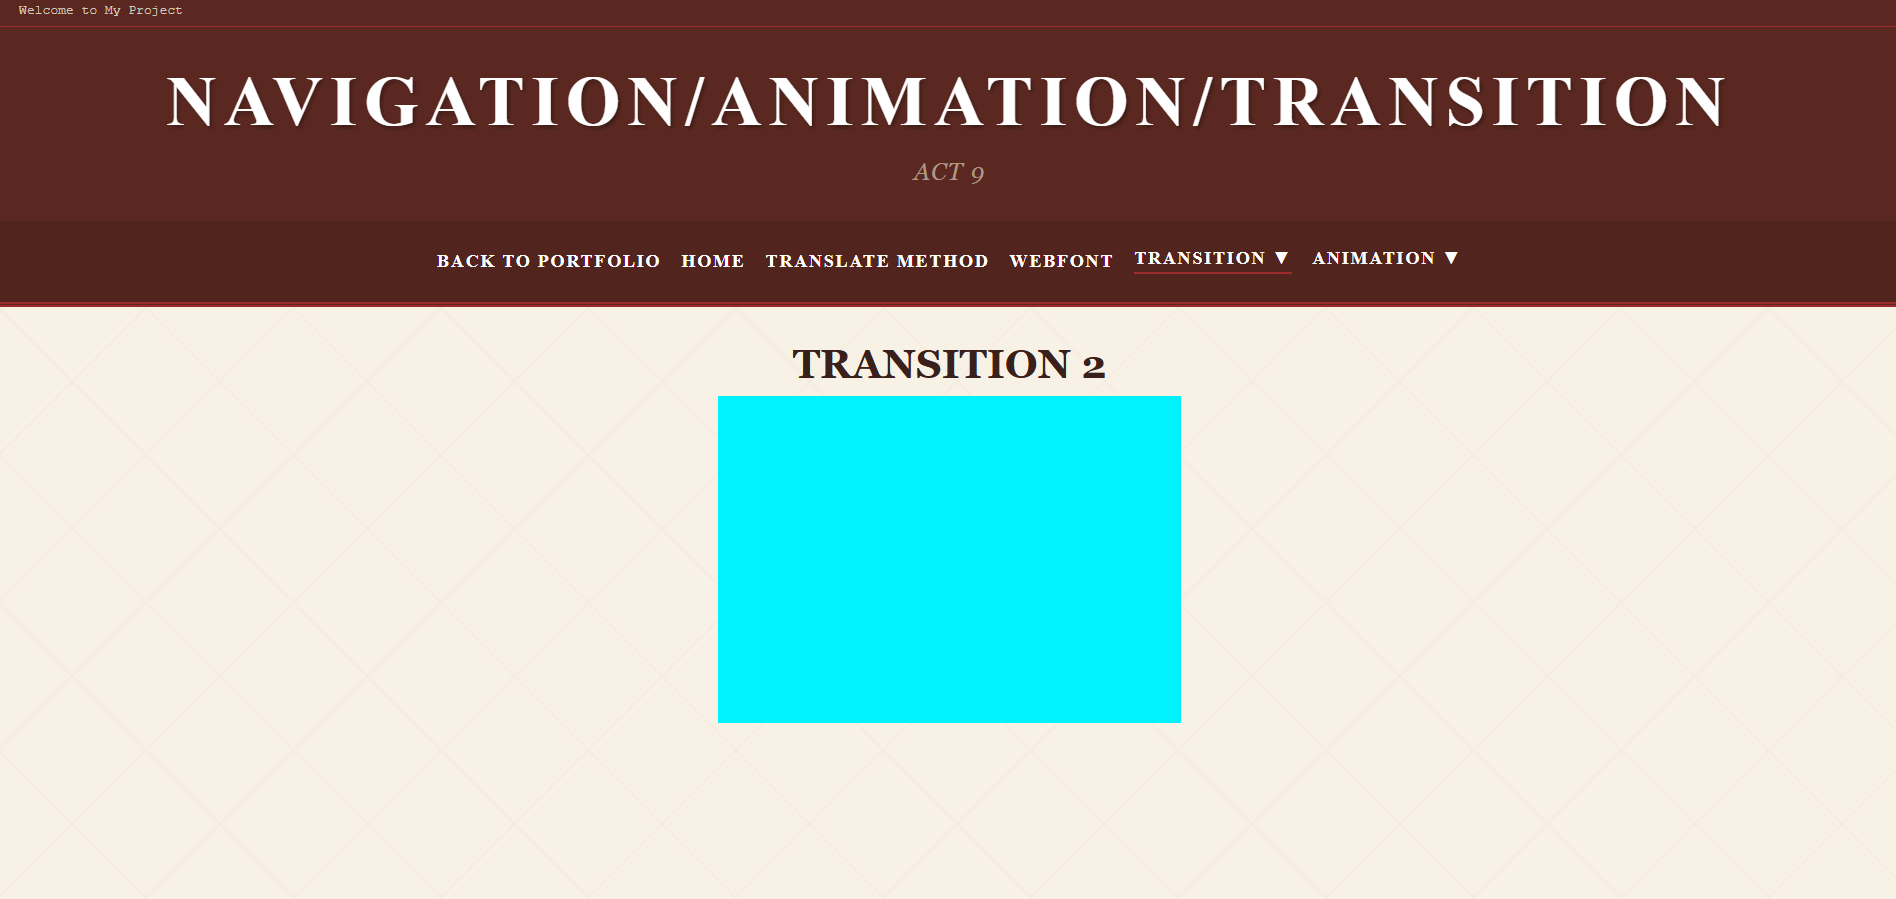 Welcome to My Project
NAVIGATION/ANIMATION/TRANSITION
ACT 9
BACK TO PORTFOLIO HOME TRANSLATE METHOD WEBFONT TRANSITION ▼ ANIMATION ▼
TRANSITION 2